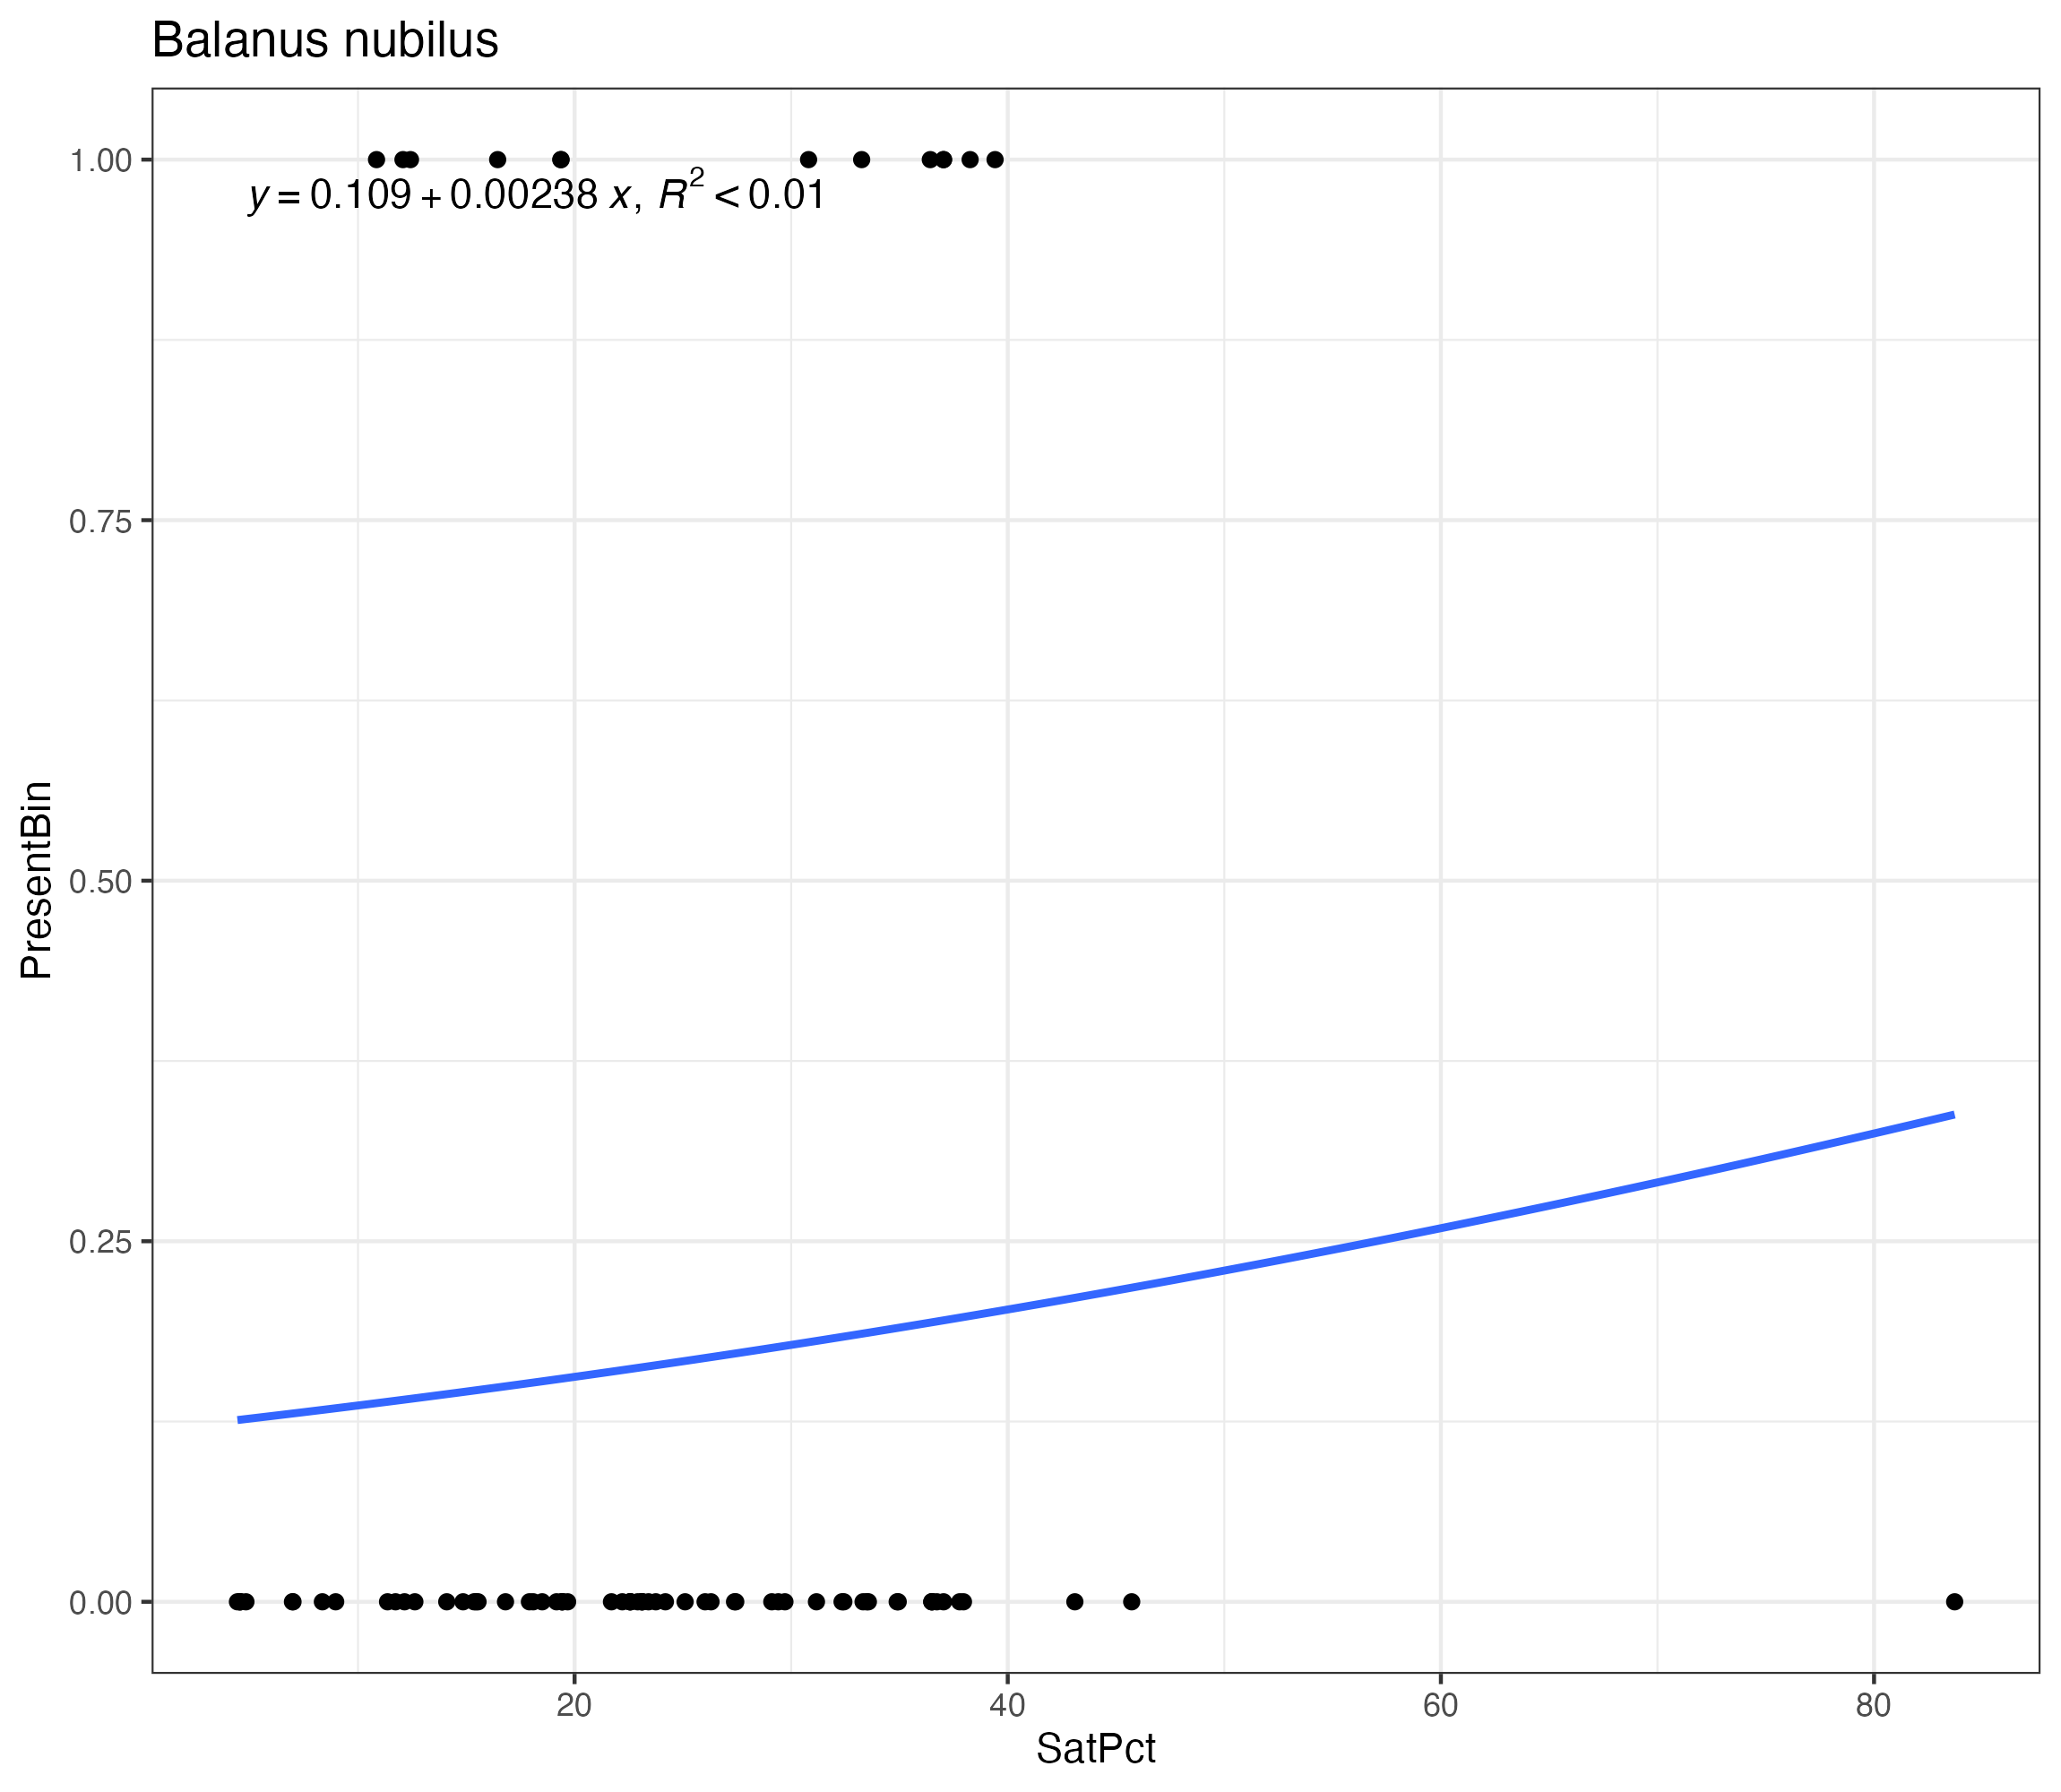 Balanus nubilus
1.00
y = 0.109 + 0.00238 x, R² < 0.01
0.75
0.50
0.25
0.00
PresentBin
20 40 60 80
SatPct